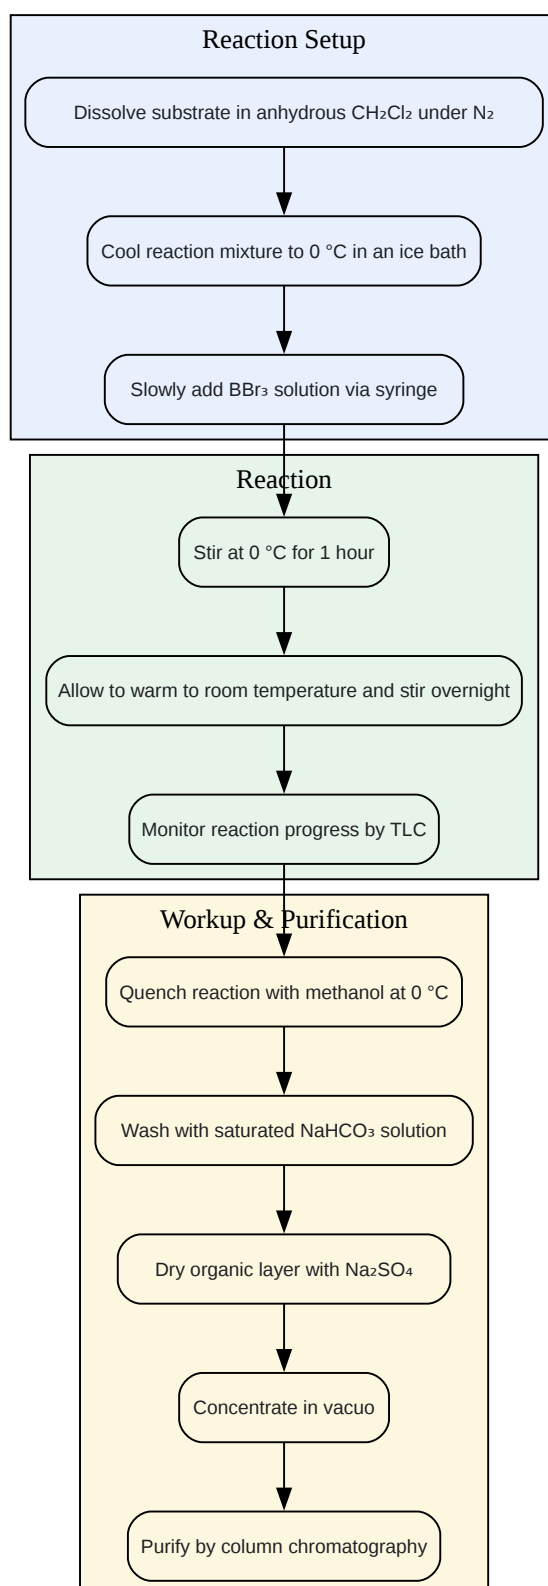 Reaction Setup
Dissolve substrate in anhydrous CH₂Cl₂ under N₂
Cool reaction mixture to 0 °C in an ice bath
Slowly add BBr₃ solution via syringe
Reaction
Stir at 0 °C for 1 hour
Allow to warm to room temperature and stir overnight
Monitor reaction progress by TLC
Workup & Purification
Quench reaction with methanol at 0 °C
Wash with saturated NaHCO₃ solution
Dry organic layer with Na₂SO₄
Concentrate in vacuo
Purify by column chromatography